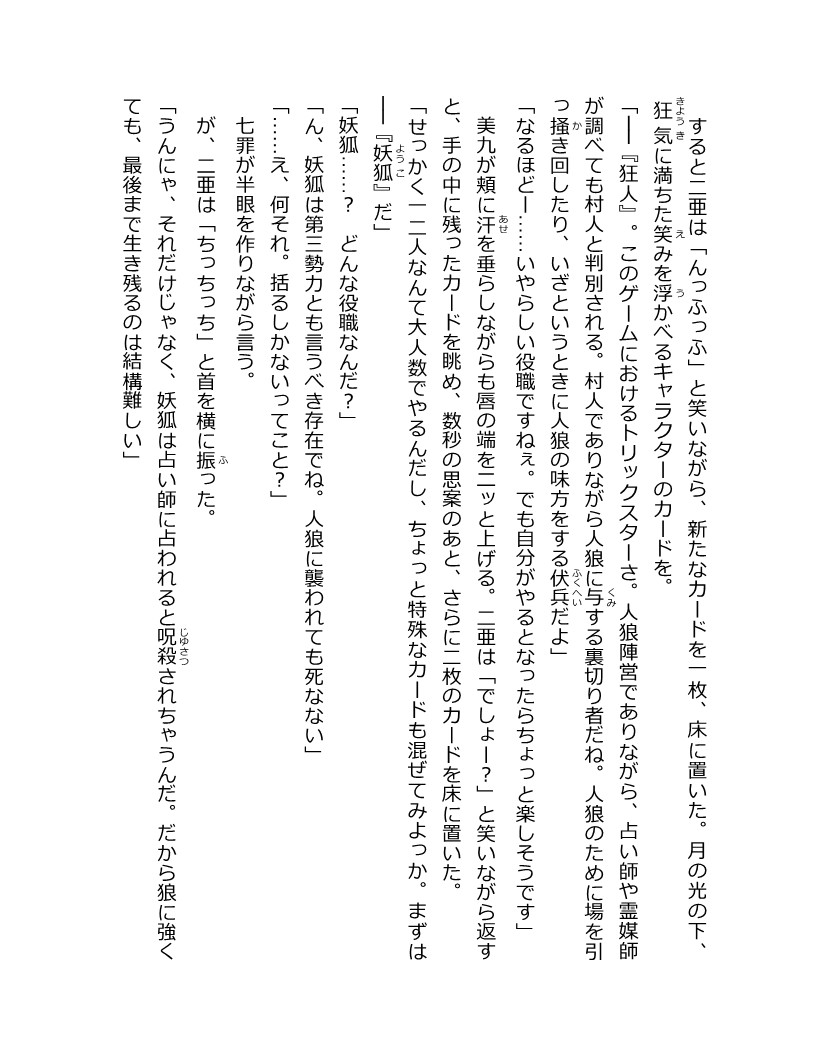 すると二亜は「んっふっふ」と笑いながら、新たなカードを一枚、床に置いた。月の光の下、
狂気に満ちた笑みを浮かべるキャラクターのカードを。
「──『狂人』。このゲームにおけるトリックスターさ。人狼陣営でありながら、占い師や霊媒師
が調べても村人と判別される。村人でありながら人狼に与する裏切り者だね。人狼のために場を引
っ掻き回したり、いざというときに人狼の味方をする伏兵だよ」
「なるほどー……いやらしい役職ですねぇ。でも自分がやるとなったらちょっと楽しそうです」
美九が頬に汗を垂らしながらも唇の端をニッと上げる。二亜は「でしょー？」と笑いながら返す
と、手の中に残ったカードを眺め、数秒の思案のあと、さらに二枚のカードを床に置いた。
「せっかく一二人なんて大人数でやるんだし、ちょっと特殊なカードも混ぜてみよっか。まずは
──『妖狐』だ」
「妖狐……？　どんな役職なんだ？」
「ん、妖狐は第三勢力とも言うべき存在でね。人狼に襲われても死なない」
「……え、何それ。括るしかないってこと？」
七罪が半眼を作りながら言う。
が、二亜は「ちっちっち」と首を横に振った。
「うんにゃ、それだけじゃなく、妖狐は占い師に占われると呪殺されちゃうんだ。だから狼に強く
ても、最後まで生き残るのは結構難しい」